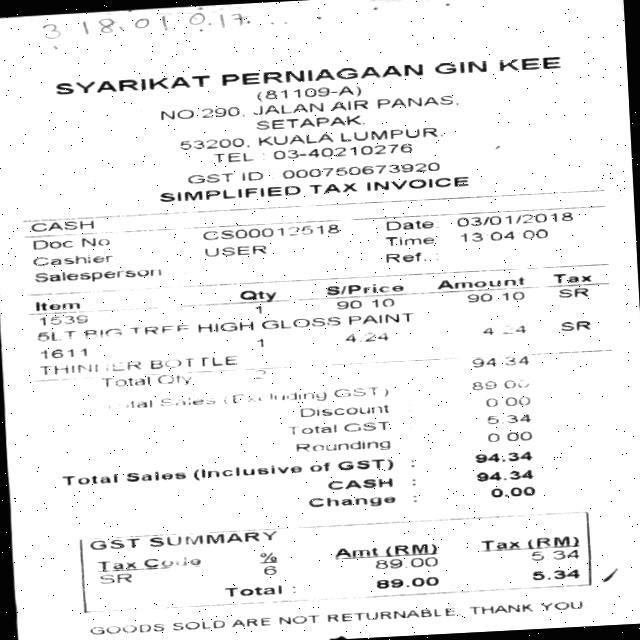 3 18.01 0.17
SYARIKAT PERNIAGAAN GIN KEE
(81109-A)
NO 290, JALAN AIR PANAS,
SETAPAK
53200, KUALA LUMPUR.
TEL : 03-40210276
GST ID : 000750673920
SIMPLIFIED TAX INVOICE
CASH
Doc No CS00012518 Date: 03/01/2018
Cashier USER Time: 13 04 00
Salesperson Ref..:
Item Qty S/Price Amount Tax
1539 1 90.10 90.10 SR
5LT BIG TREE HIGH GLOSS PAINT
1611 1 4.24 4.24 SR
THINNER BOTTLE
Total Qty 2 94.34
Total Sales (Excluding GST) 89.00
Discount 0.00
Total GST 5.34
Rounding 0.00
Total Sales (Inclusive of GST) : 94.34
CASH : 94.34
Change : 0.00
GST SUMMARY
Tax Code % Amt (RM) Tax (RM)
SR 6 89.00 5.34
Total : 89.00 5.34
GOODS SOLD ARE NOT RETURNABLE, THANK YOU